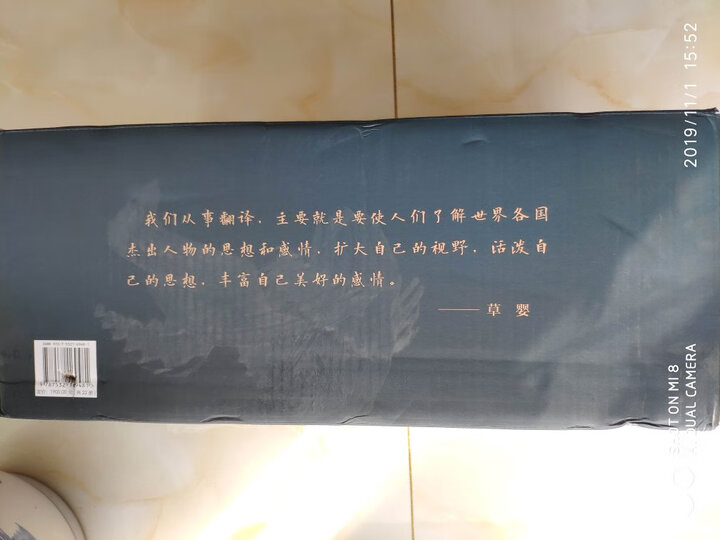 我们从事翻译，主要就是要使人们了解世界各国
杰出人物的思想和感情，扩大自己的视野，活泼自
己的思想，丰富自己美好的感情。
——草 婴
2019/11/1 15:52
SHOT ON MI 8
AI DUAL CAMERA